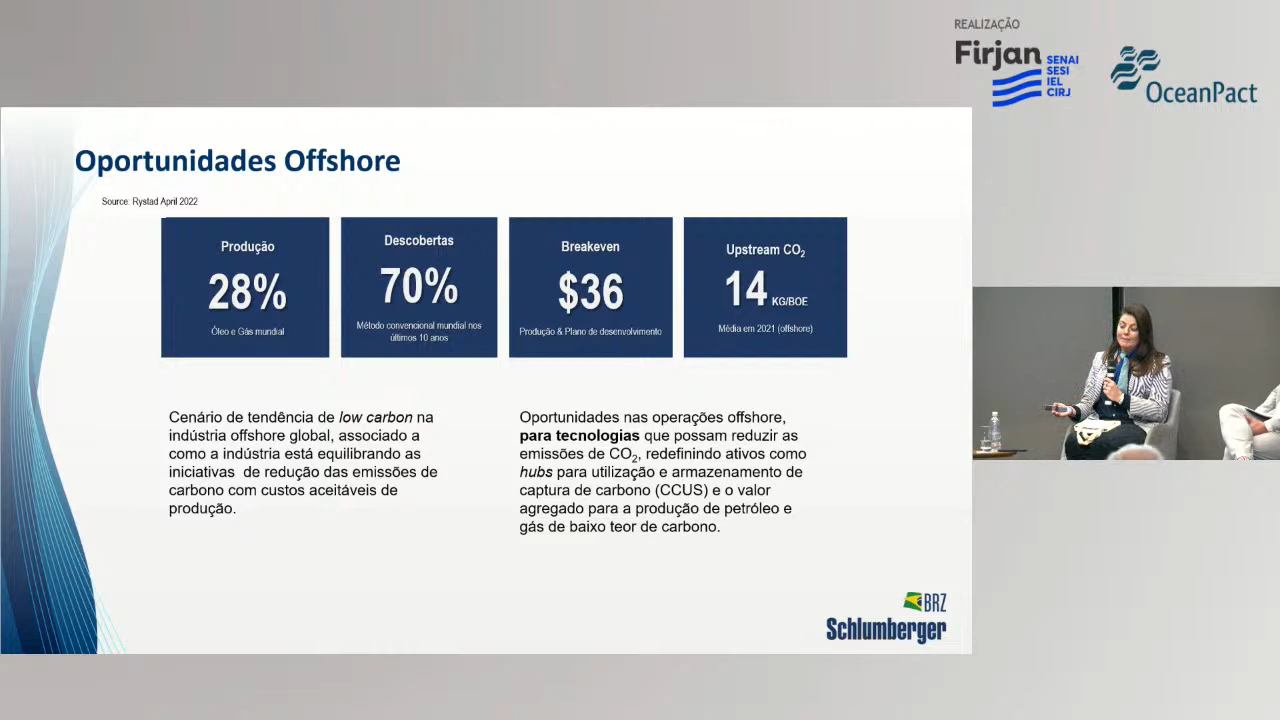 REALIZAÇÃO
Firjan SENAI
SESI
IEL
CIRJ
OceanPact
Oportunidades Offshore
Source: Rystad April 2022
Produção
28%
Óleo e Gás mundial
Descobertas
70%
Método convencional mundial nos
últimos 10 anos
Breakeven
$36
Produção & Plano de desenvolvimento
Upstream CO₂
14 KG/BOE
Média em 2021 (offshore)
Cenário de tendência de low carbon na
indústria offshore global, associado a
como a indústria está equilibrando as
iniciativas de redução das emissões de
carbono com custos aceitáveis de
produção.
Oportunidades nas operações offshore,
para tecnologias que possam reduzir as
emissões de CO₂, redefinindo ativos como
hubs para utilização e armazenamento de
captura de carbono (CCUS) e o valor
agregado para a produção de petróleo e
gás de baixo teor de carbono.
BRZ
Schlumberger